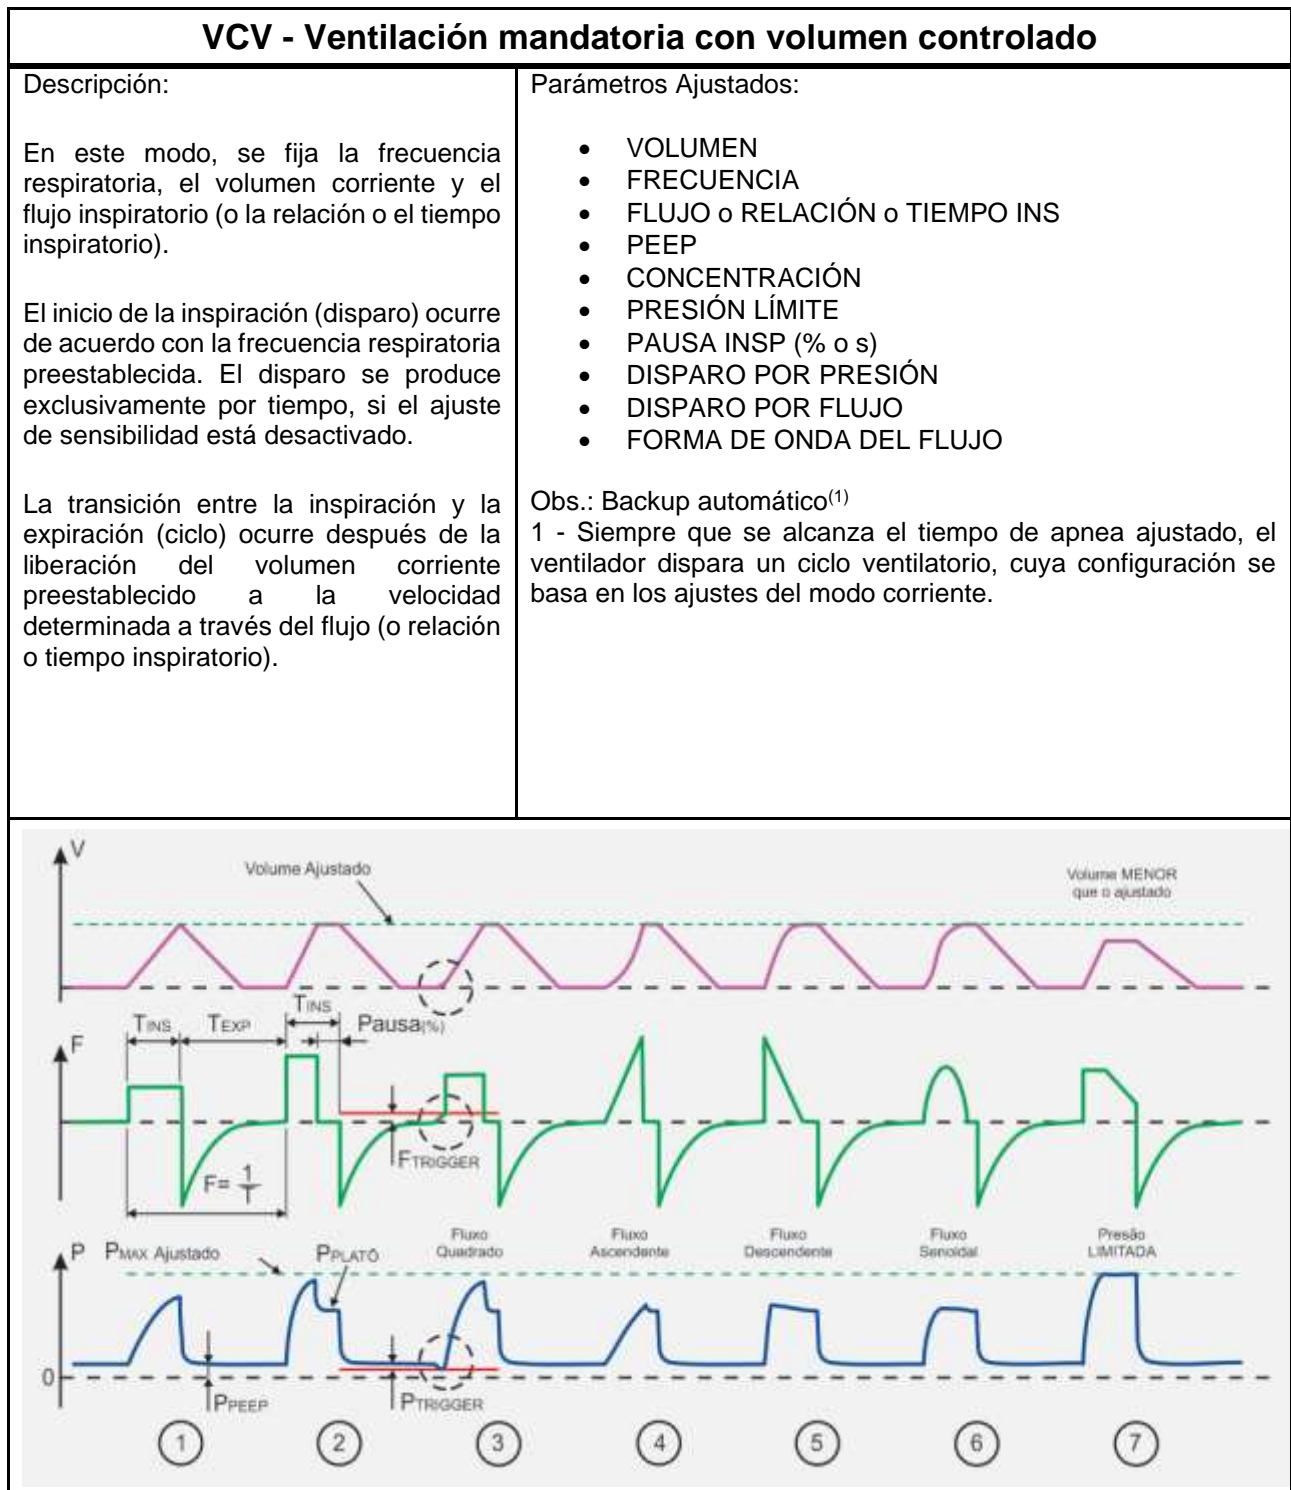 VCV - Ventilación mandatoria con volumen controlado
Descripción:
En este modo, se fija la frecuencia
respiratoria, el volumen corriente y el
flujo inspiratorio (o la relación o el tiempo
inspiratorio).
El inicio de la inspiración (disparo) ocurre
de acuerdo con la frecuencia respiratoria
preestablecida. El disparo se produce
exclusivamente por tiempo, si el ajuste
de sensibilidad está desactivado.
La transición entre la inspiración y la
expiración (ciclo) ocurre después de la
liberación del volumen corriente
preestablecido a la velocidad
determinada a través del flujo (o relación
o tiempo inspiratorio).
Parámetros Ajustados:
• VOLUMEN
• FRECUENCIA
• FLUJO o RELACIÓN o TIEMPO INS
• PEEP
• CONCENTRACIÓN
• PRESIÓN LÍMITE
• PAUSA INSP (% o s)
• DISPARO POR PRESIÓN
• DISPARO POR FLUJO
• FORMA DE ONDA DEL FLUJO
Obs.: Backup automático(1)
1 - Siempre que se alcanza el tiempo de apnea ajustado, el
ventilador dispara un ciclo ventilatorio, cuya configuración se
basa en los ajustes del modo corriente.
V
Volume Ajustado
Volume MENOR
que o ajustado
F
TINS
TEXP
TINS
Pausa(%)
FTRIGGER
F= 1/T
P
PMAX Ajustado
PPLATÔ
Fluxo
Quadrado
Fluxo
Ascendente
Fluxo
Descendente
Fluxo
Senoidal
Presão
LIMITADA
0
PPEEP
PTRIGGER
1
2
3
4
5
6
7